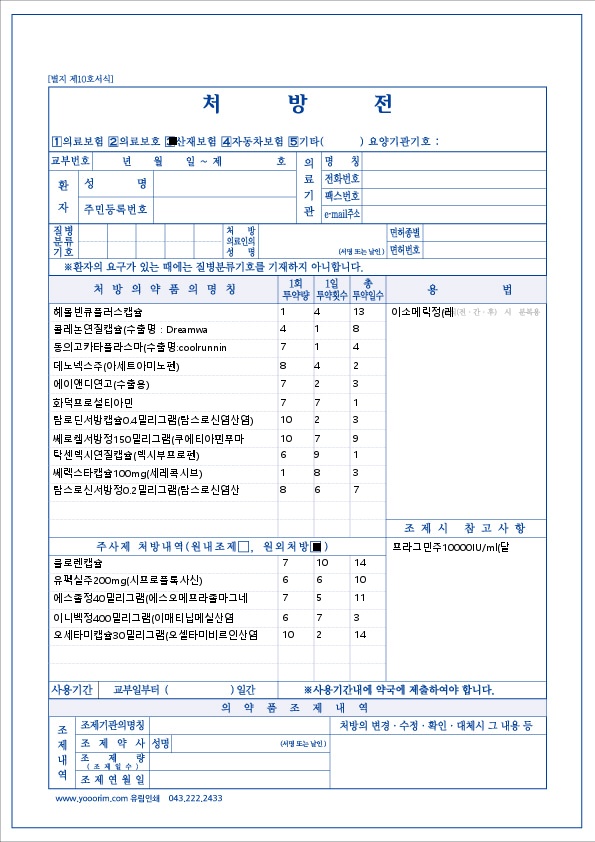 [별지 제10호서식]
처 방 전
1 의료보험 2 의료보호 ■산재보험 4 자동차보험 5 기타( ) 요양기관기호 :
교부번호 년 월 일 ~ 제 호
의료기관
명 칭
전화번호
팩스번호
e-mail주소
환자
성 명
주민등록번호
질병분류기호
처 방 의료인의 성 명
(서명 또는 날인)
면허종별
면허번호
※환자의 요구가 있는 때에는 질병분류기호를 기재하지 아니합니다.
처 방 의 약 품 의 명 칭 1회 투약량 1일 투약횟수 총 투약일수 용 법
헤몰빈큐플러스캡슐 1 4 13 이소메릭정(레 (전·간·후) 시 분복용
콜레논연질캡슐(수출명 : Dreamwa 4 1 8
동의고카타플라스마(수출명:coolrunnin 7 1 4
데노넥스주(아세트아미노펜) 8 4 2
에이앤디연고(수출용) 7 2 3
화덕프로설티아민 7 7 1
탐로딘서방캡슐0.4밀리그램(탐스로신염산염) 10 2 3
쎄로켈서방정150밀리그램(쿠에티아핀푸마 10 7 9
탁센엑시연질캡슐(덱시부프로펜) 6 9 1
쎄렉스타캡슐100mg(세레콕시브) 1 8 3
탐스로신서방정0.2밀리그램(탐스로신염산 8 6 7
조 제 시 참 고 사 항
프라그민주10000IU/ml(달
주사제 처방내역(원내조제□, 원외처방■)
클로렌캡슐 7 10 14
유팩실주200mg(시프로플록사신) 6 6 10
에스졸정40밀리그램(에스오메프라졸마그네 7 5 11
이니벡정400밀리그램(이매티닙메실산염 6 7 3
오세타미캡슐30밀리그램(오셀타미비르인산염 10 2 14
사용기간 교부일부터 ( )일간 ※사용기간내에 약국에 제출하여야 합니다.
의 약 품 조 제 내 역
조제내역
조제기관의명칭
처방의 변경·수정·확인·대체시 그 내용 등
조 제 약 사 성명 (서명 또는 날인)
조 제 량
(조제일수)
조 제 연 월 일
www.yooorim.com 유림인쇄 043.222.2433